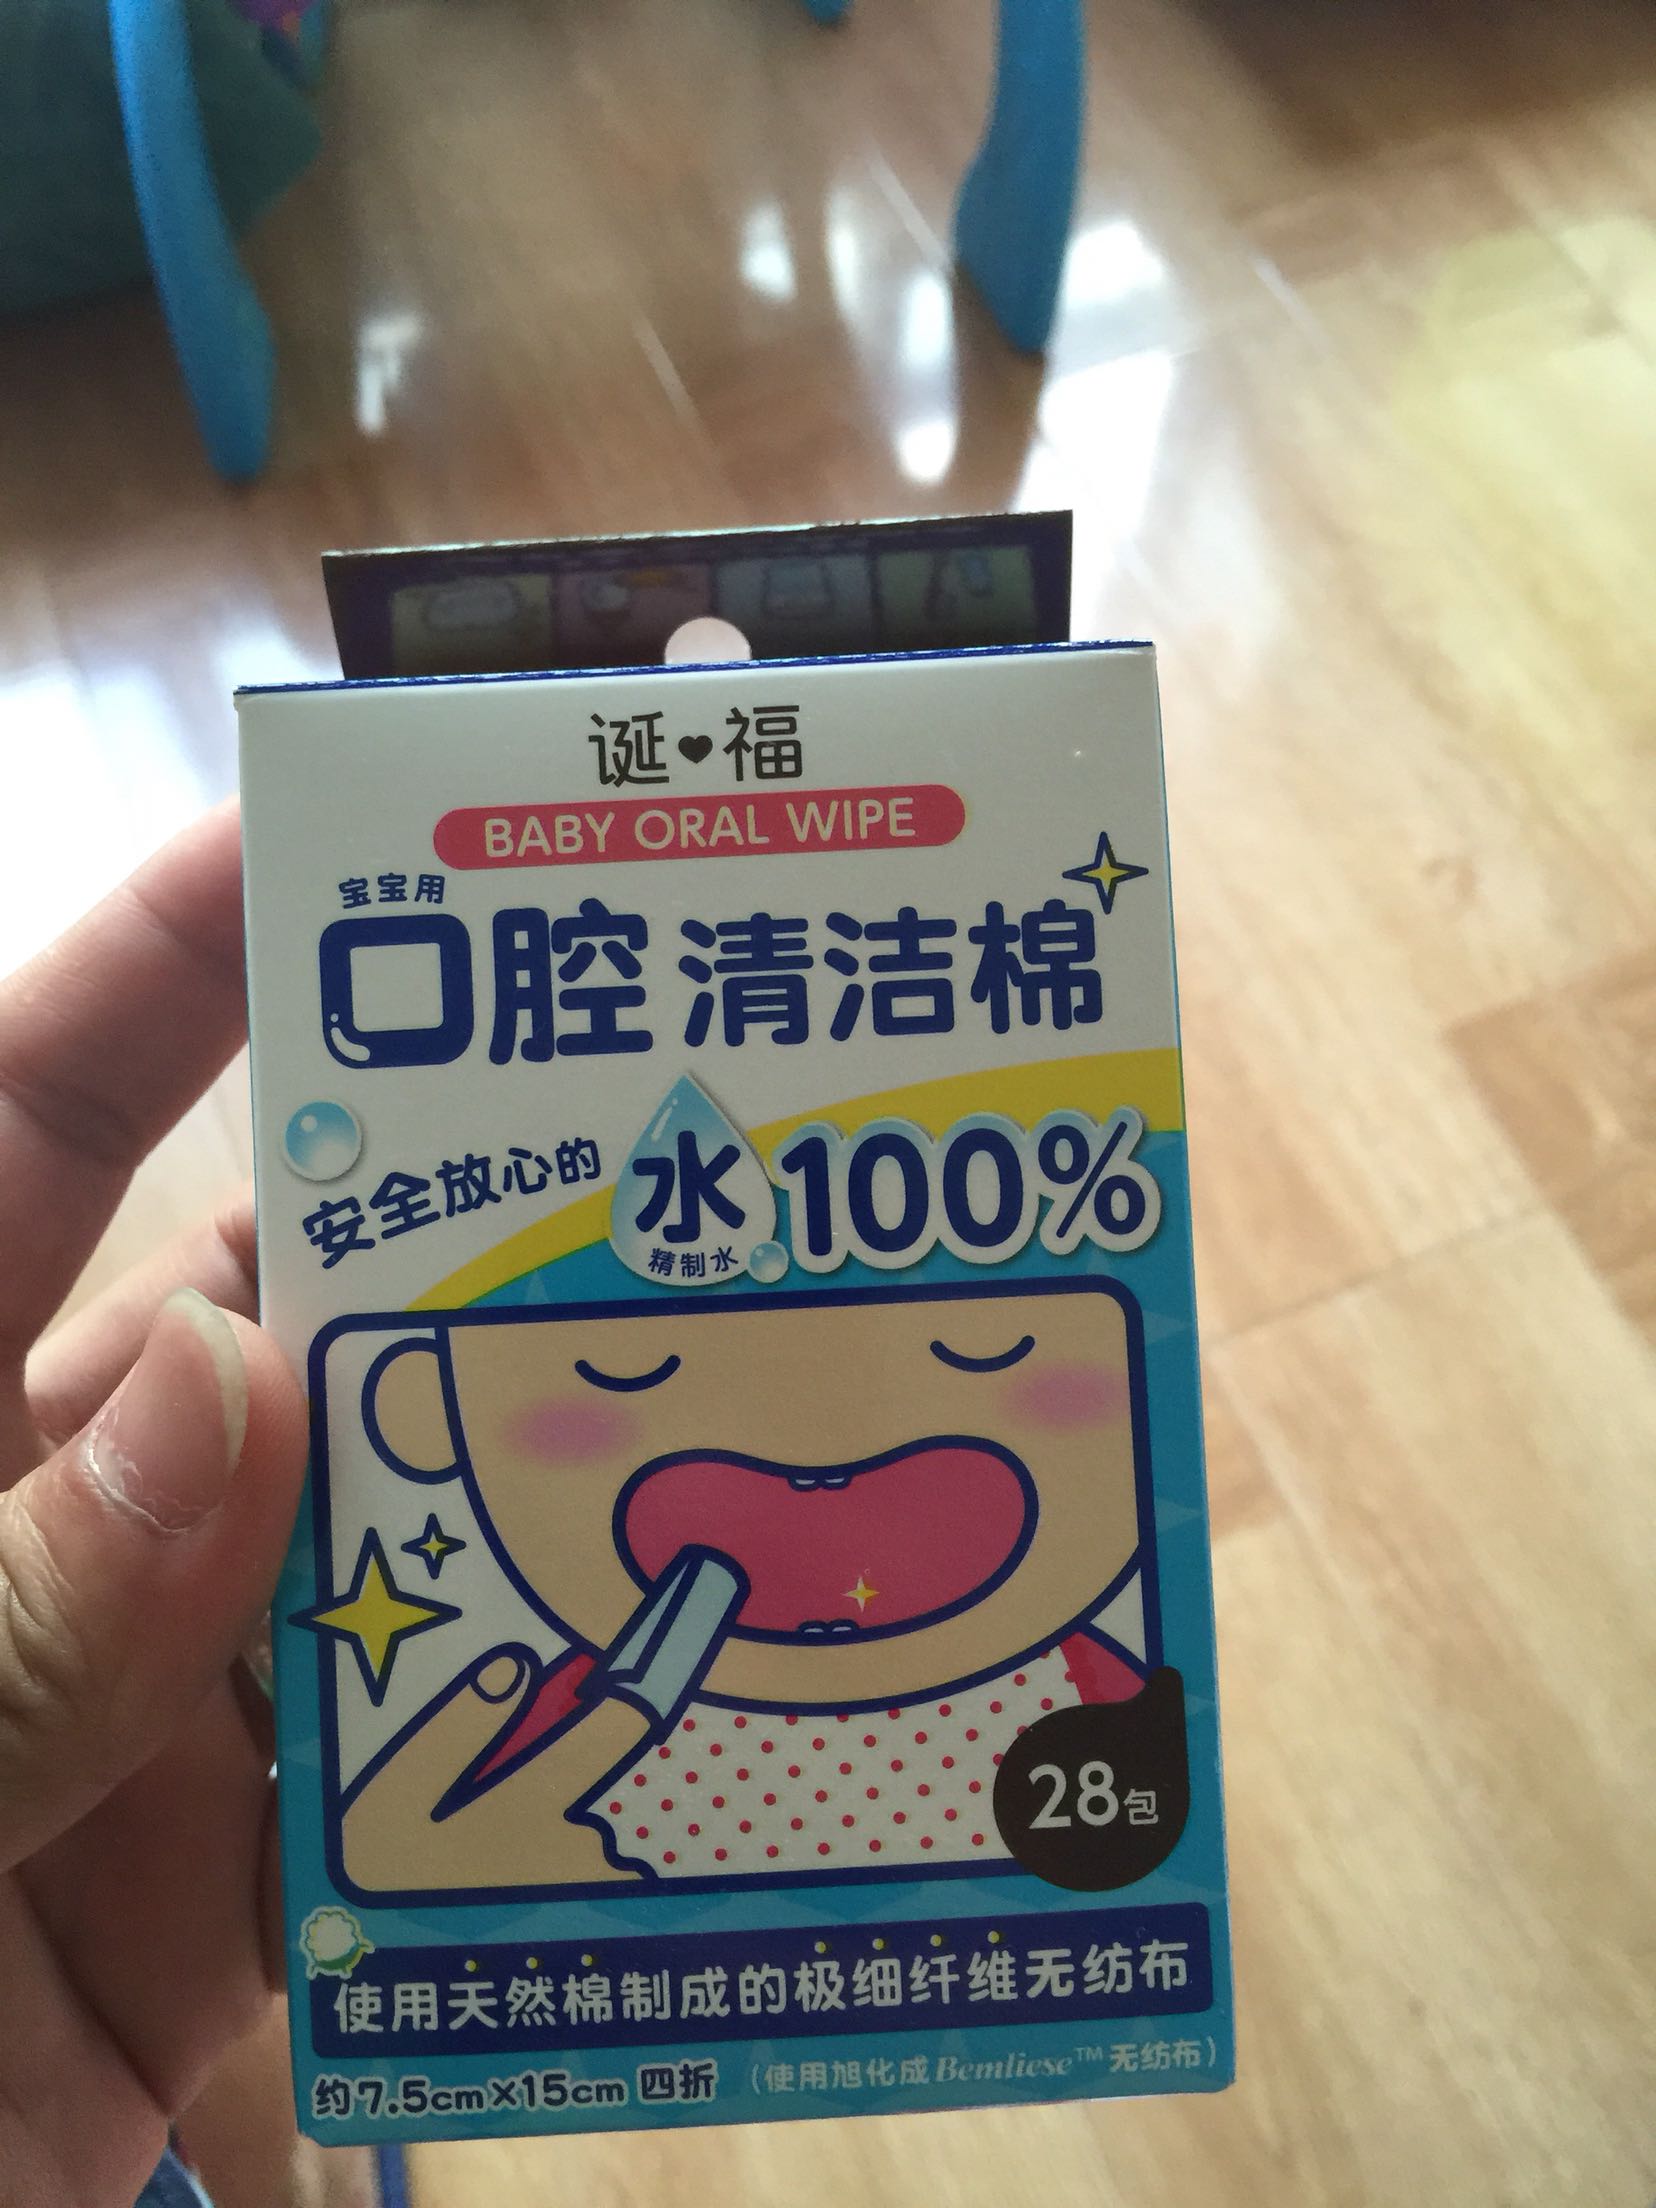 诞♥福
BABY ORAL WIPE
宝宝用
口腔清洁棉
安全放心的水100%
精制水
28包
使用天然棉制成的极细纤维无纺布
约7.5cm×15cm 四折 （使用旭化成Bemliese™无纺布）